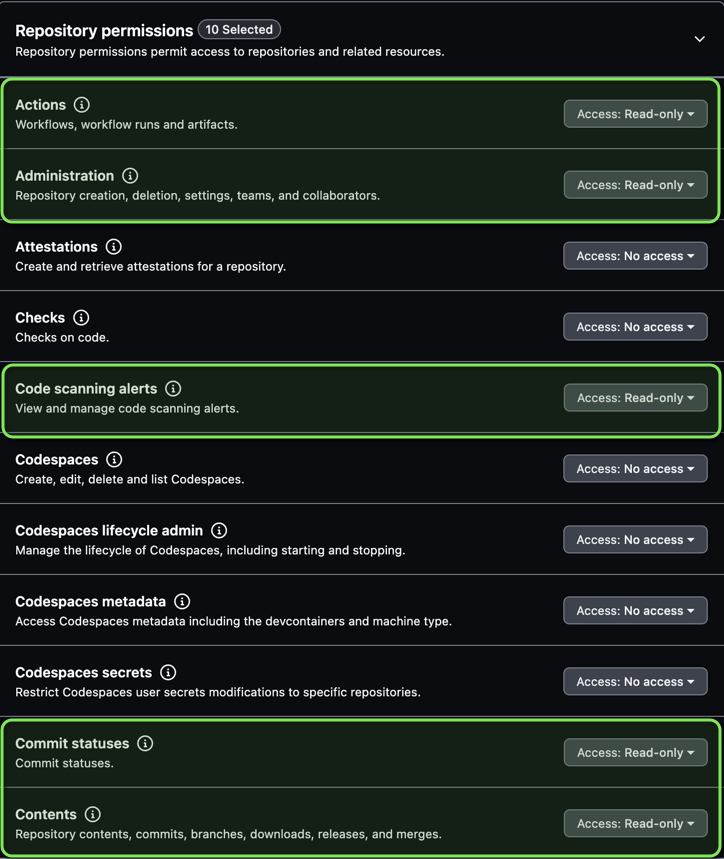 Repository permissions 10 Selected
Repository permissions permit access to repositories and related resources.
Actions
Access: Read-only
Workflows, workflow runs and artifacts.
Administration
Access: Read-only
Repository creation, deletion, settings, teams, and collaborators.
Attestations
Access: No access
Create and retrieve attestations for a repository.
Checks
Access: No access
Checks on code.
Code scanning alerts
Access: Read-only
View and manage code scanning alerts.
Codespaces
Access: No access
Create, edit, delete and list Codespaces.
Codespaces lifecycle admin
Access: No access
Manage the lifecycle of Codespaces, including starting and stopping.
Codespaces metadata
Access: No access
Access Codespaces metadata including the devcontainers and machine type.
Codespaces secrets
Access: No access
Restrict Codespaces user secrets modifications to specific repositories.
Commit statuses
Access: Read-only
Commit statuses.
Contents
Access: Read-only
Repository contents, commits, branches, downloads, releases, and merges.